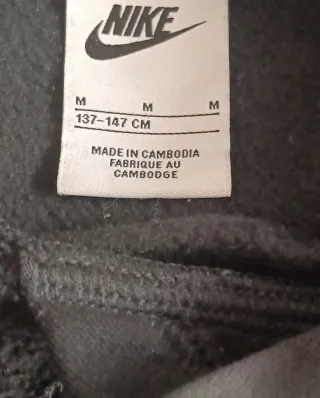 NIKE
M M M
137-147 CM
MADE IN CAMBODIA
FABRIQUE AU
CAMBODGE